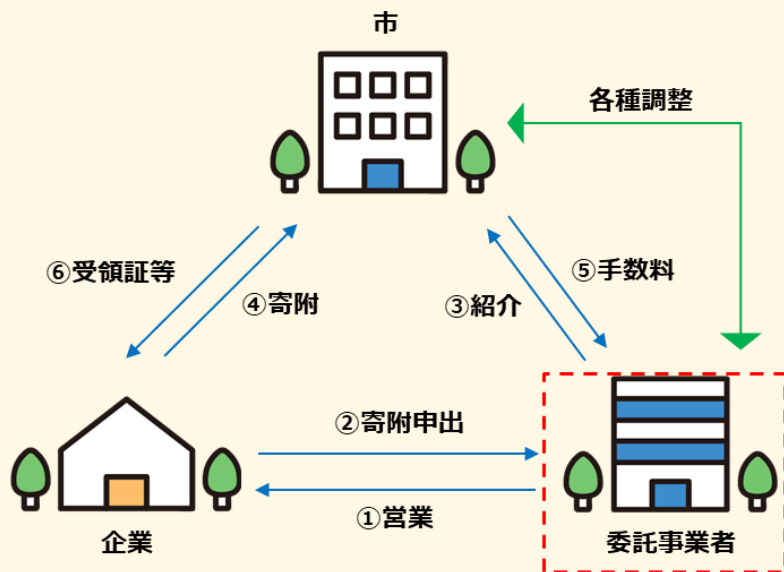 市
各種調整
⑥受領証等
④寄附
③紹介
⑤手数料
②寄附申出
①営業
企業
委託事業者